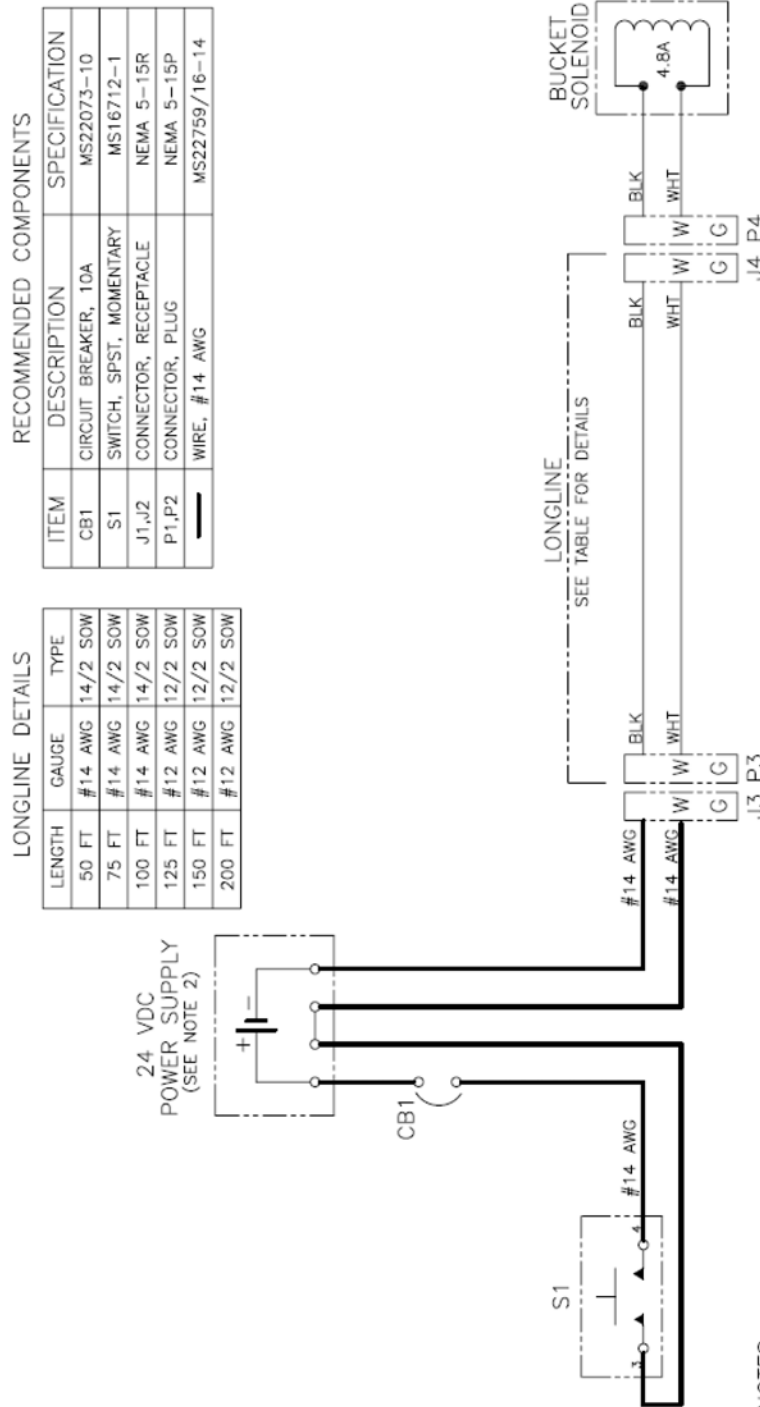 LONGLINE DETAILS
LENGTH GAUGE TYPE
50 FT #14 AWG 14/2 SOW
75 FT #14 AWG 14/2 SOW
100 FT #14 AWG 14/2 SOW
125 FT #12 AWG 12/2 SOW
150 FT #12 AWG 12/2 SOW
200 FT #12 AWG 12/2 SOW
RECOMMENDED COMPONENTS
ITEM DESCRIPTION SPECIFICATION
CB1 CIRCUIT BREAKER, 10A MS22073-10
S1 SWITCH, SPST, MOMENTARY MS16712-1
J1,J2 CONNECTOR, RECEPTACLE NEMA 5-15R
P1,P2 CONNECTOR, PLUG NEMA 5-15P
WIRE, #14 AWG MS22759/16-14
24 VDC
POWER SUPPLY
(SEE NOTE 2)
+ −
CB1
S1
3 4
#14 AWG
#14 AWG
#14 AWG
LONGLINE
SEE TABLE FOR DETAILS
BLK
WHT
W W
G G
J3 P3
BLK
WHT
W W
G G
J4 P4
BLK
WHT
BUCKET
SOLENOID
4.8A